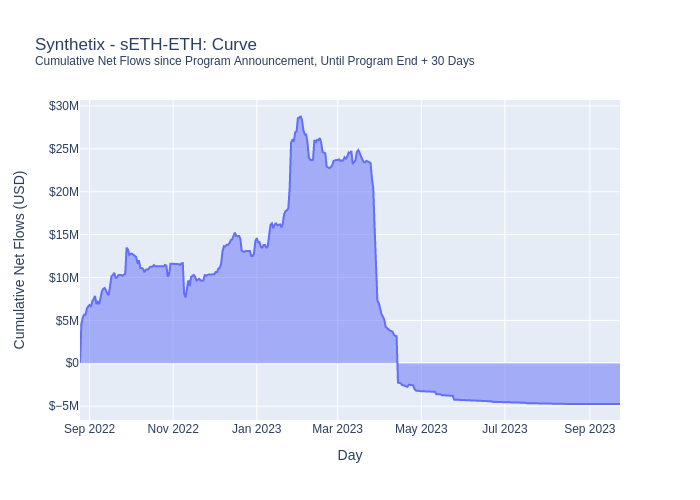 Synthetix - sETH-ETH: Curve
Cumulative Net Flows since Program Announcement, Until Program End + 30 Days
Cumulative Net Flows (USD)
$30M
$25M
$20M
$15M
$10M
$5M
$0
$−5M
Sep 2022 Nov 2022 Jan 2023 Mar 2023 May 2023 Jul 2023 Sep 2023
Day